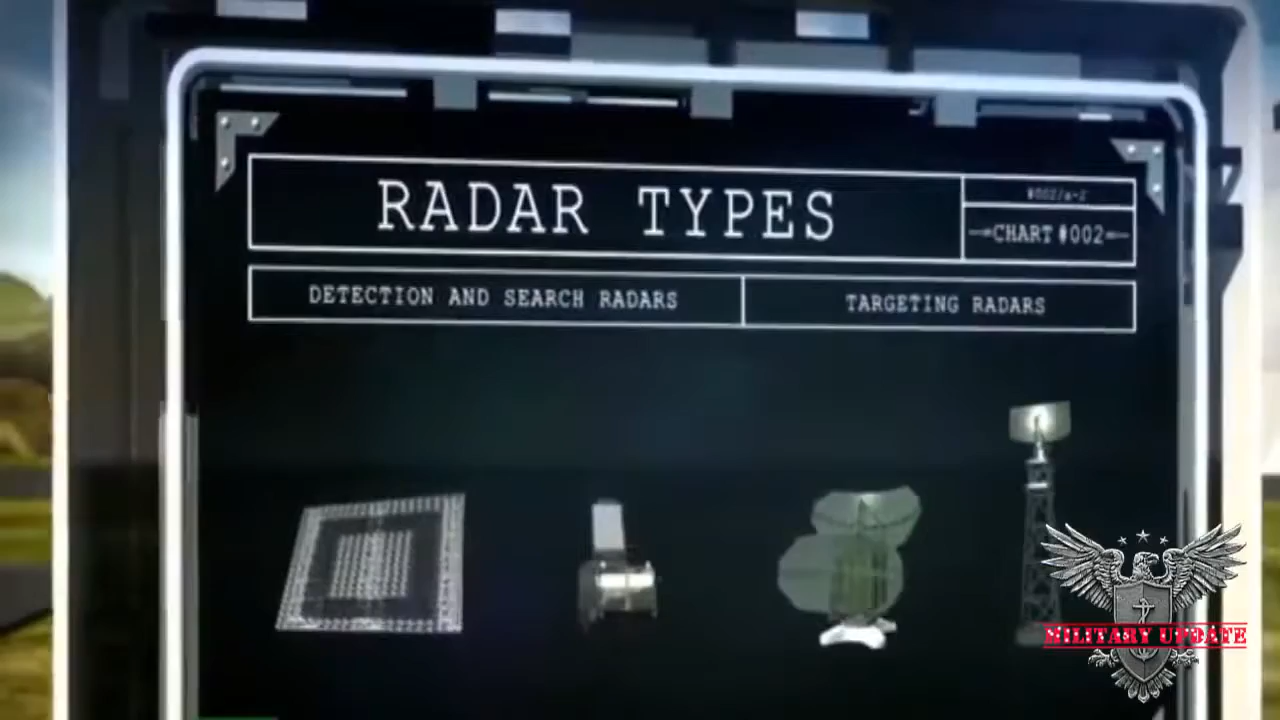 RADAR TYPES
CHART #002
DETECTION AND SEARCH RADARS
TARGETING RADARS
MILITARY UPDATE